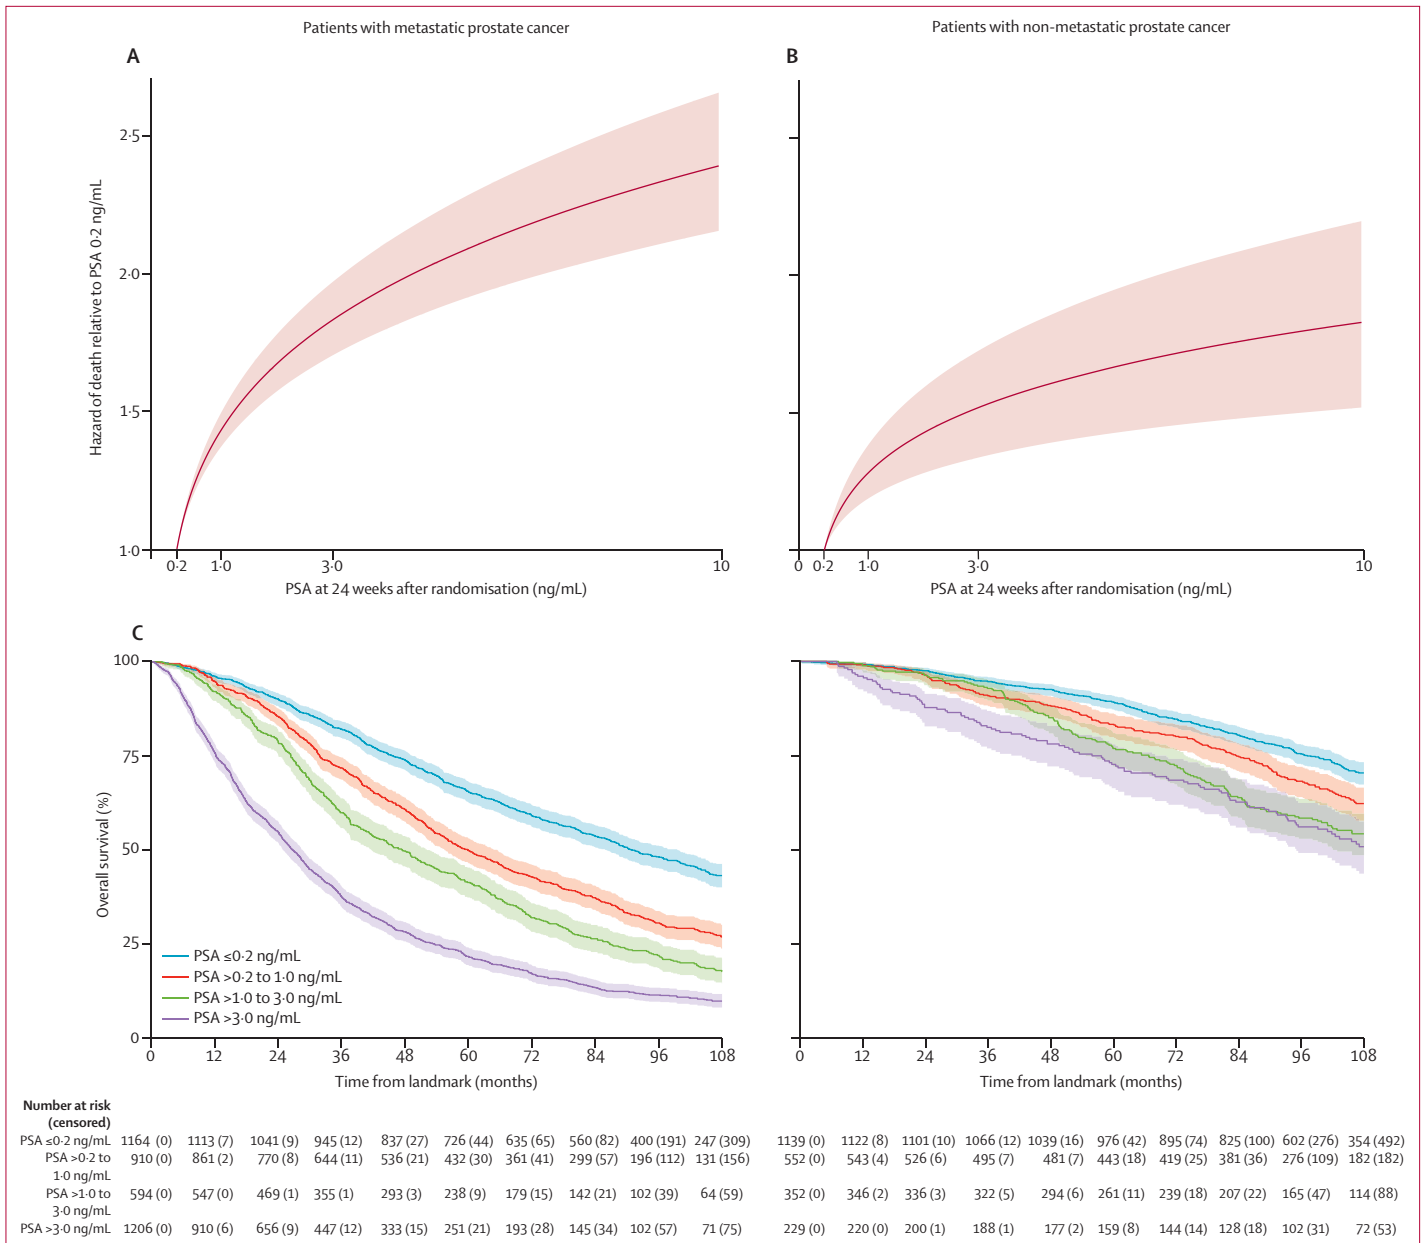 Patients with metastatic prostate cancer
Patients with non-metastatic prostate cancer
A
B
Hazard of death relative to PSA 0·2 ng/mL
2·5
2·0
1·5
1·0
0·2 1·0 3·0 10
PSA at 24 weeks after randomisation (ng/mL)
0 0·2 1·0 3·0 10
PSA at 24 weeks after randomisation (ng/mL)
C
Overall survival (%)
100
75
50
25
0
PSA ≤0·2 ng/mL
PSA >0·2 to 1·0 ng/mL
PSA >1·0 to 3·0 ng/mL
PSA >3·0 ng/mL
0 12 24 36 48 60 72 84 96 108
Time from landmark (months)
0 12 24 36 48 60 72 84 96 108
Time from landmark (months)
Number at risk
(censored)
PSA ≤0·2 ng/mL 1164 (0) 1113 (7) 1041 (9) 945 (12) 837 (27) 726 (44) 635 (65) 560 (82) 400 (191) 247 (309) 1139 (0) 1122 (8) 1101 (10) 1066 (12) 1039 (16) 976 (42) 895 (74) 825 (100) 602 (276) 354 (492)
PSA >0·2 to 910 (0) 861 (2) 770 (8) 644 (11) 536 (21) 432 (30) 361 (41) 299 (57) 196 (112) 131 (156) 552 (0) 543 (4) 526 (6) 495 (7) 481 (7) 443 (18) 419 (25) 381 (36) 276 (109) 182 (182)
1·0 ng/mL
PSA >1·0 to 594 (0) 547 (0) 469 (1) 355 (1) 293 (3) 238 (9) 179 (15) 142 (21) 102 (39) 64 (59) 352 (0) 346 (2) 336 (3) 322 (5) 294 (6) 261 (11) 239 (18) 207 (22) 165 (47) 114 (88)
3·0 ng/mL
PSA >3·0 ng/mL 1206 (0) 910 (6) 656 (9) 447 (12) 333 (15) 251 (21) 193 (28) 145 (34) 102 (57) 71 (75) 229 (0) 220 (0) 200 (1) 188 (1) 177 (2) 159 (8) 144 (14) 128 (18) 102 (31) 72 (53)